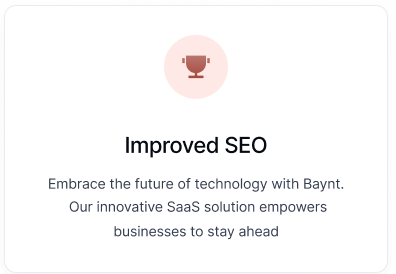 Improved SEO
Embrace the future of technology with Baynt.
Our innovative SaaS solution empowers
businesses to stay ahead